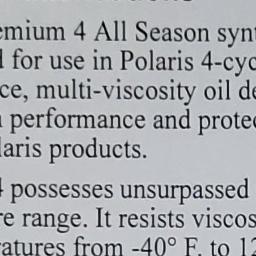 emium 4 All Season synt
l for use in Polaris 4-cyc
ce, multi-viscosity oil de
performance and protec
laris products.
4 possesses unsurpassed
re range. It resists viscos
ratures from -40° F. to 12